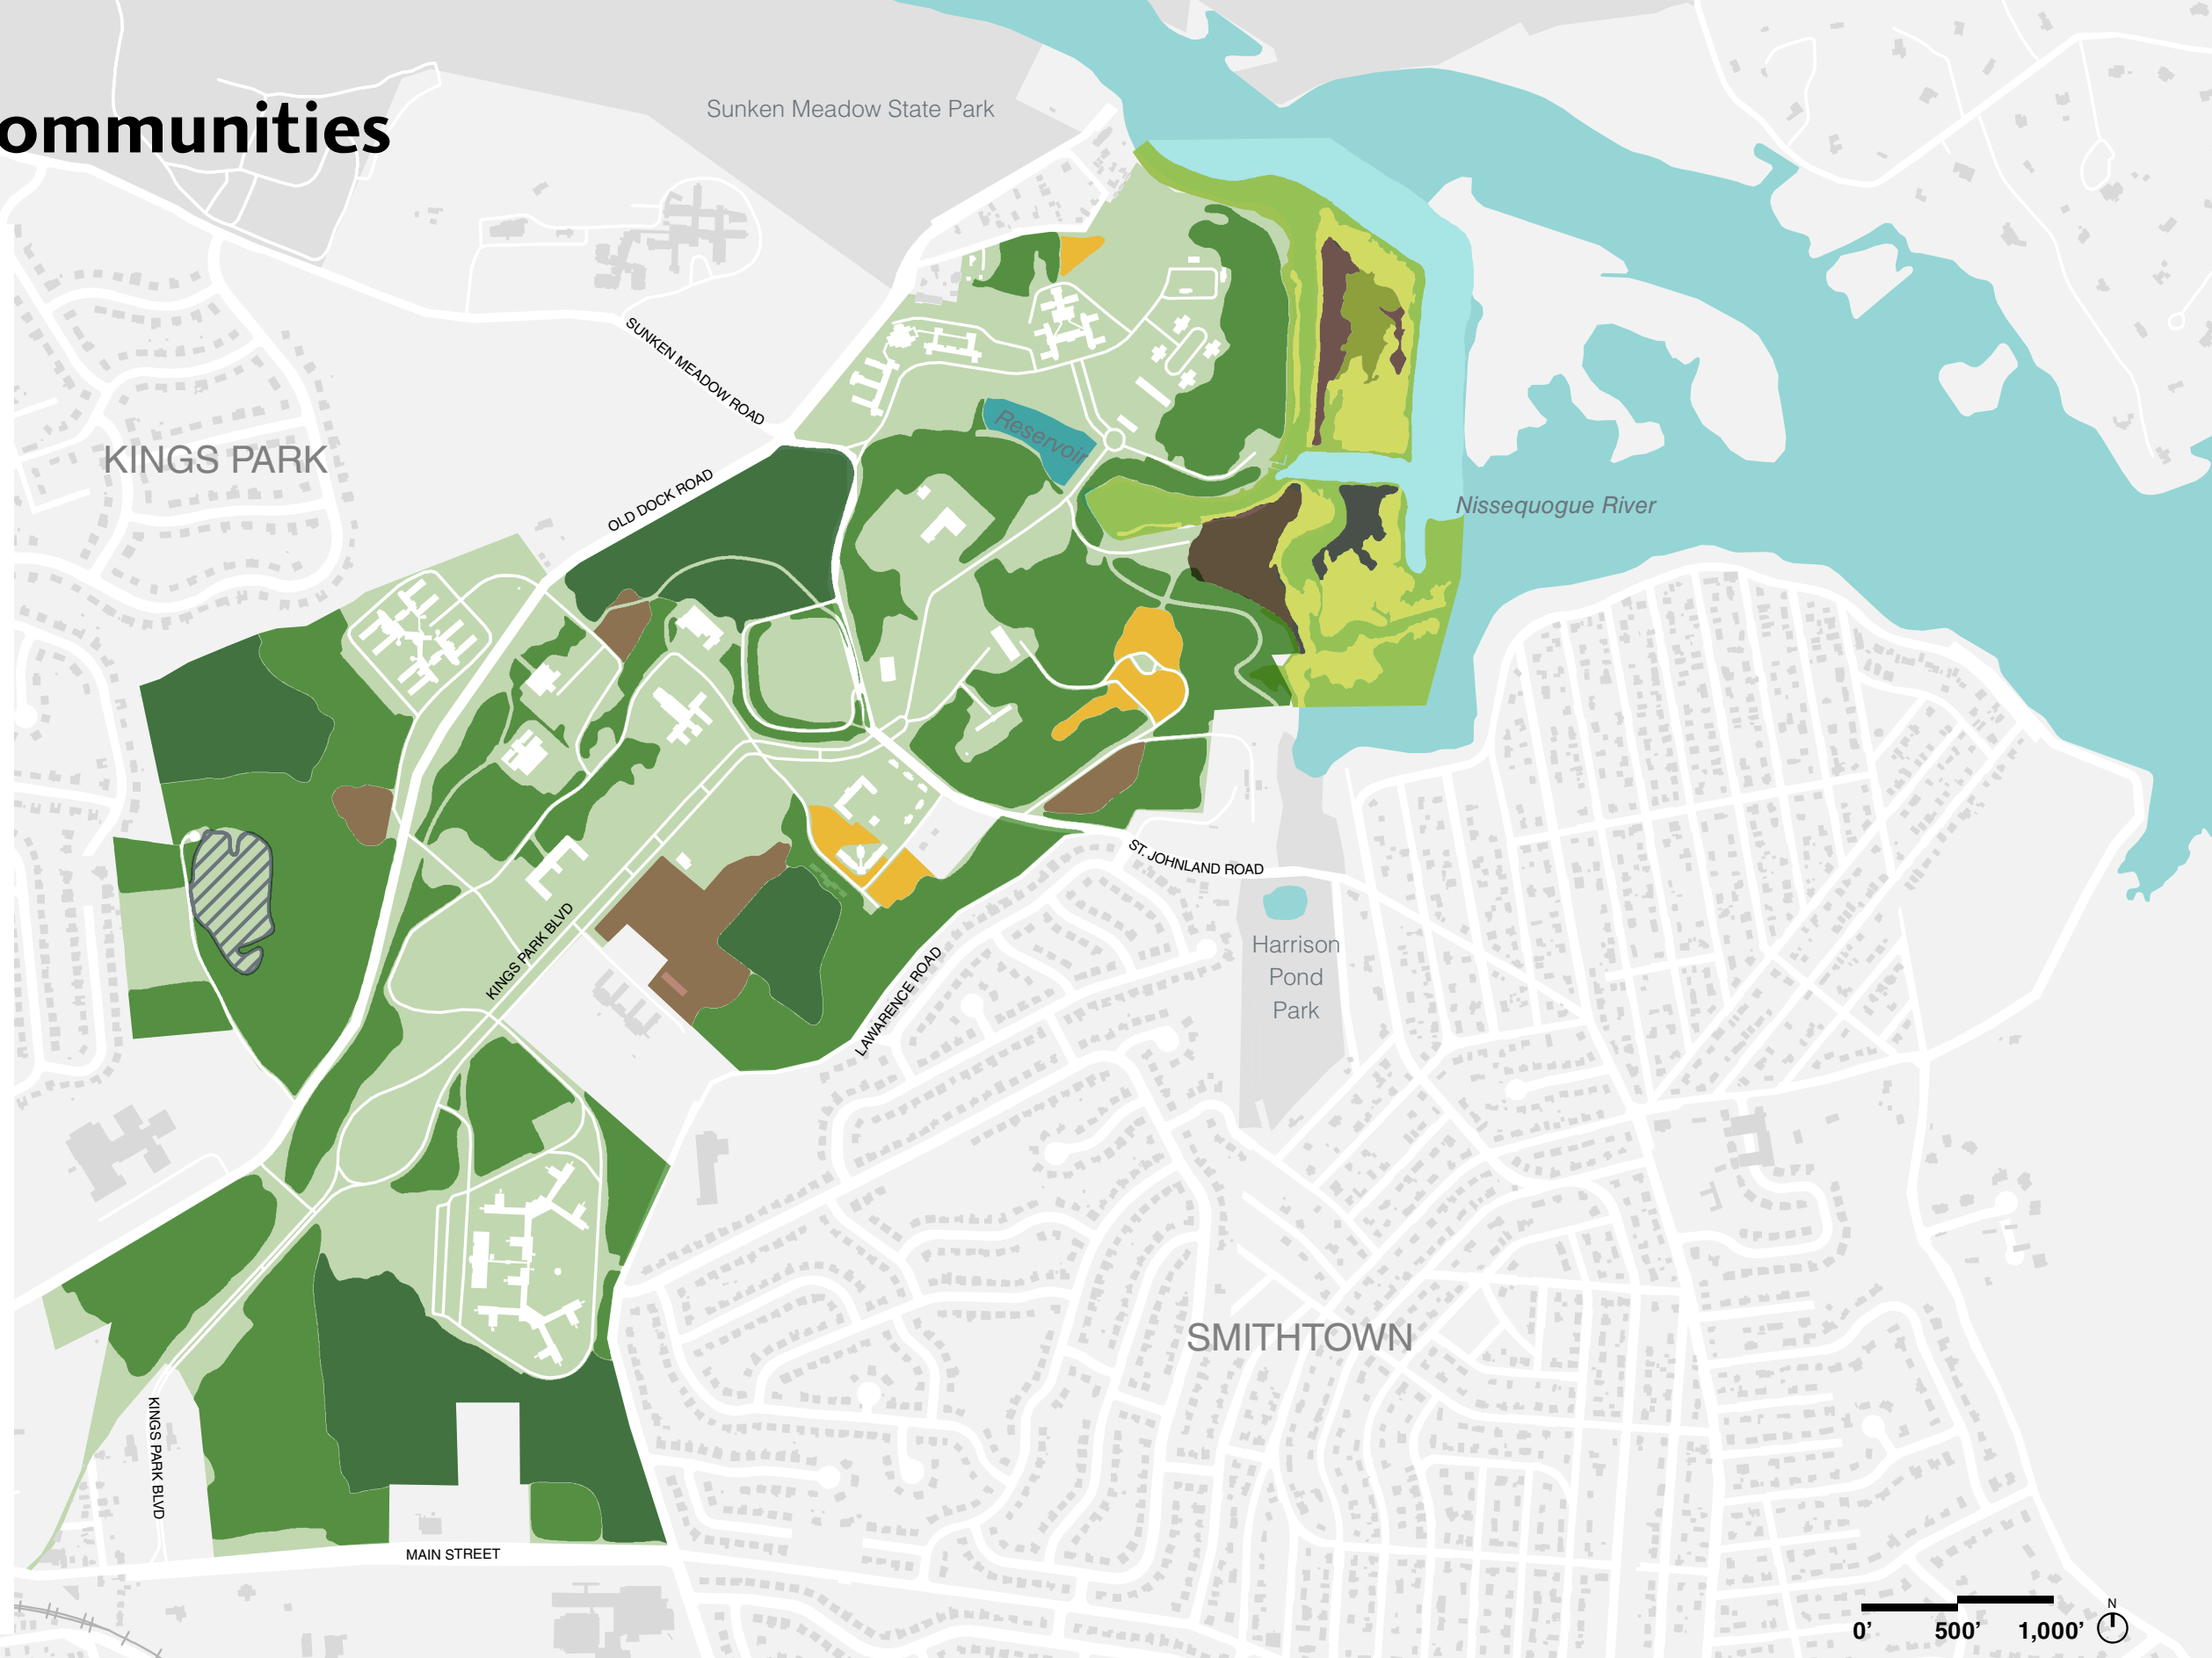 ommunities
Sunken Meadow State Park
SUNKEN MEADOW ROAD
Reservoir
KINGS PARK
OLD DOCK ROAD
Nissequogue River
ST. JOHNLAND ROAD
KINGS PARK BLVD
LAWARENCE ROAD
Harrison
Pond
Park
SMITHTOWN
KINGS PARK BLVD
MAIN STREET
N
0’ 500’ 1,000’